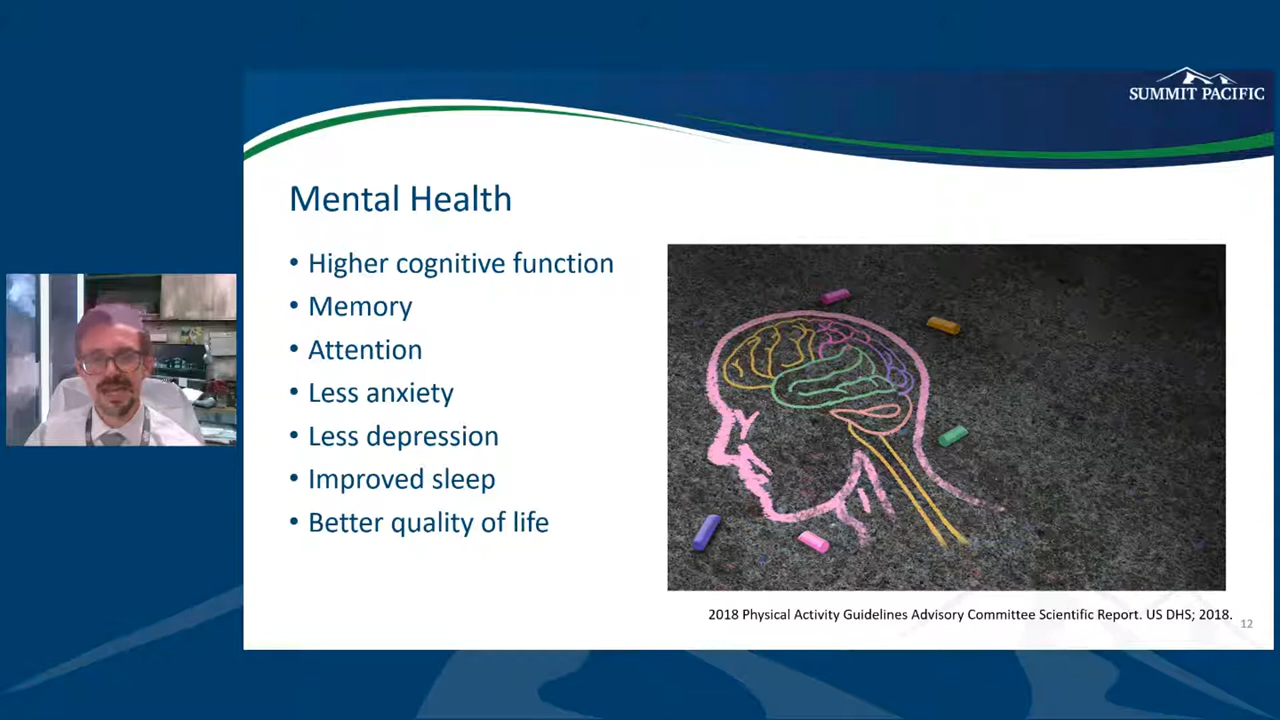 SUMMIT PACIFIC
Mental Health
• Higher cognitive function
• Memory
• Attention
• Less anxiety
• Less depression
• Improved sleep
• Better quality of life
2018 Physical Activity Guidelines Advisory Committee Scientific Report. US DHS; 2018.
12